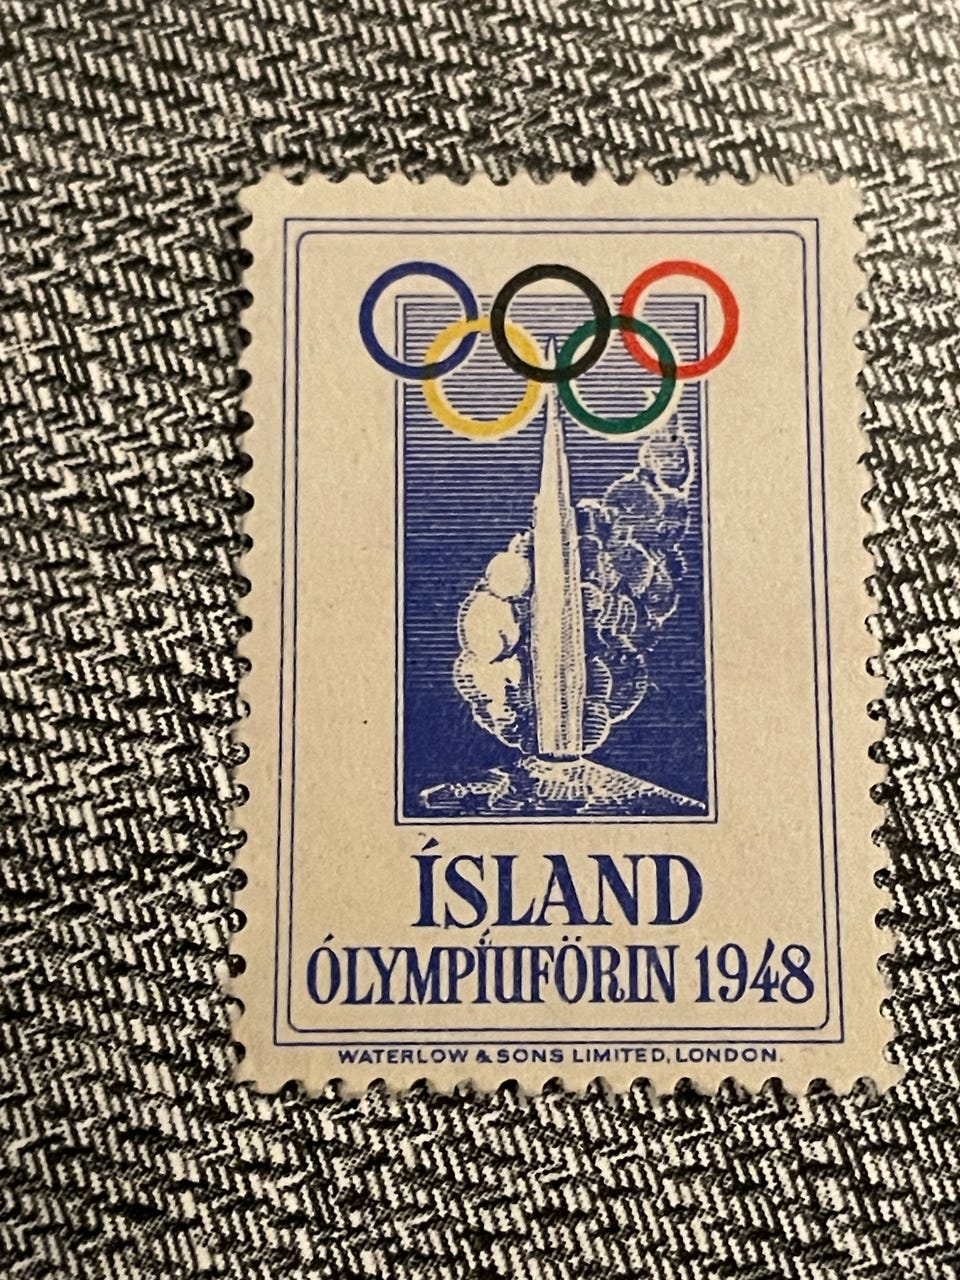 ÍSLAND
ÓLYMPÍUFÖRIN 1948
WATERLOW & SONS LIMITED, LONDON.